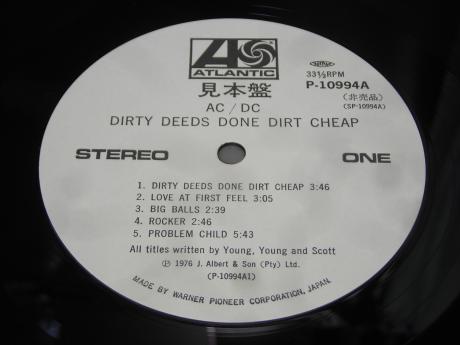 ATLANTIC
見本盤
33⅓RPM
P-10994A
(非売品)
(SP-10994A)
AC / DC
DIRTY DEEDS DONE DIRT CHEAP
STEREO
ONE
1. DIRTY DEEDS DONE DIRT CHEAP 3:46
2. LOVE AT FIRST FEEL 3:05
3. BIG BALLS 2:39
4. ROCKER 2:46
5. PROBLEM CHILD 5:43
All titles written by Young, Young and Scott
Ⓟ 1976 J. Albert & Son (Pty) Ltd.
(P-10994A1)
MADE BY WARNER PIONEER CORPORATION, JAPAN.